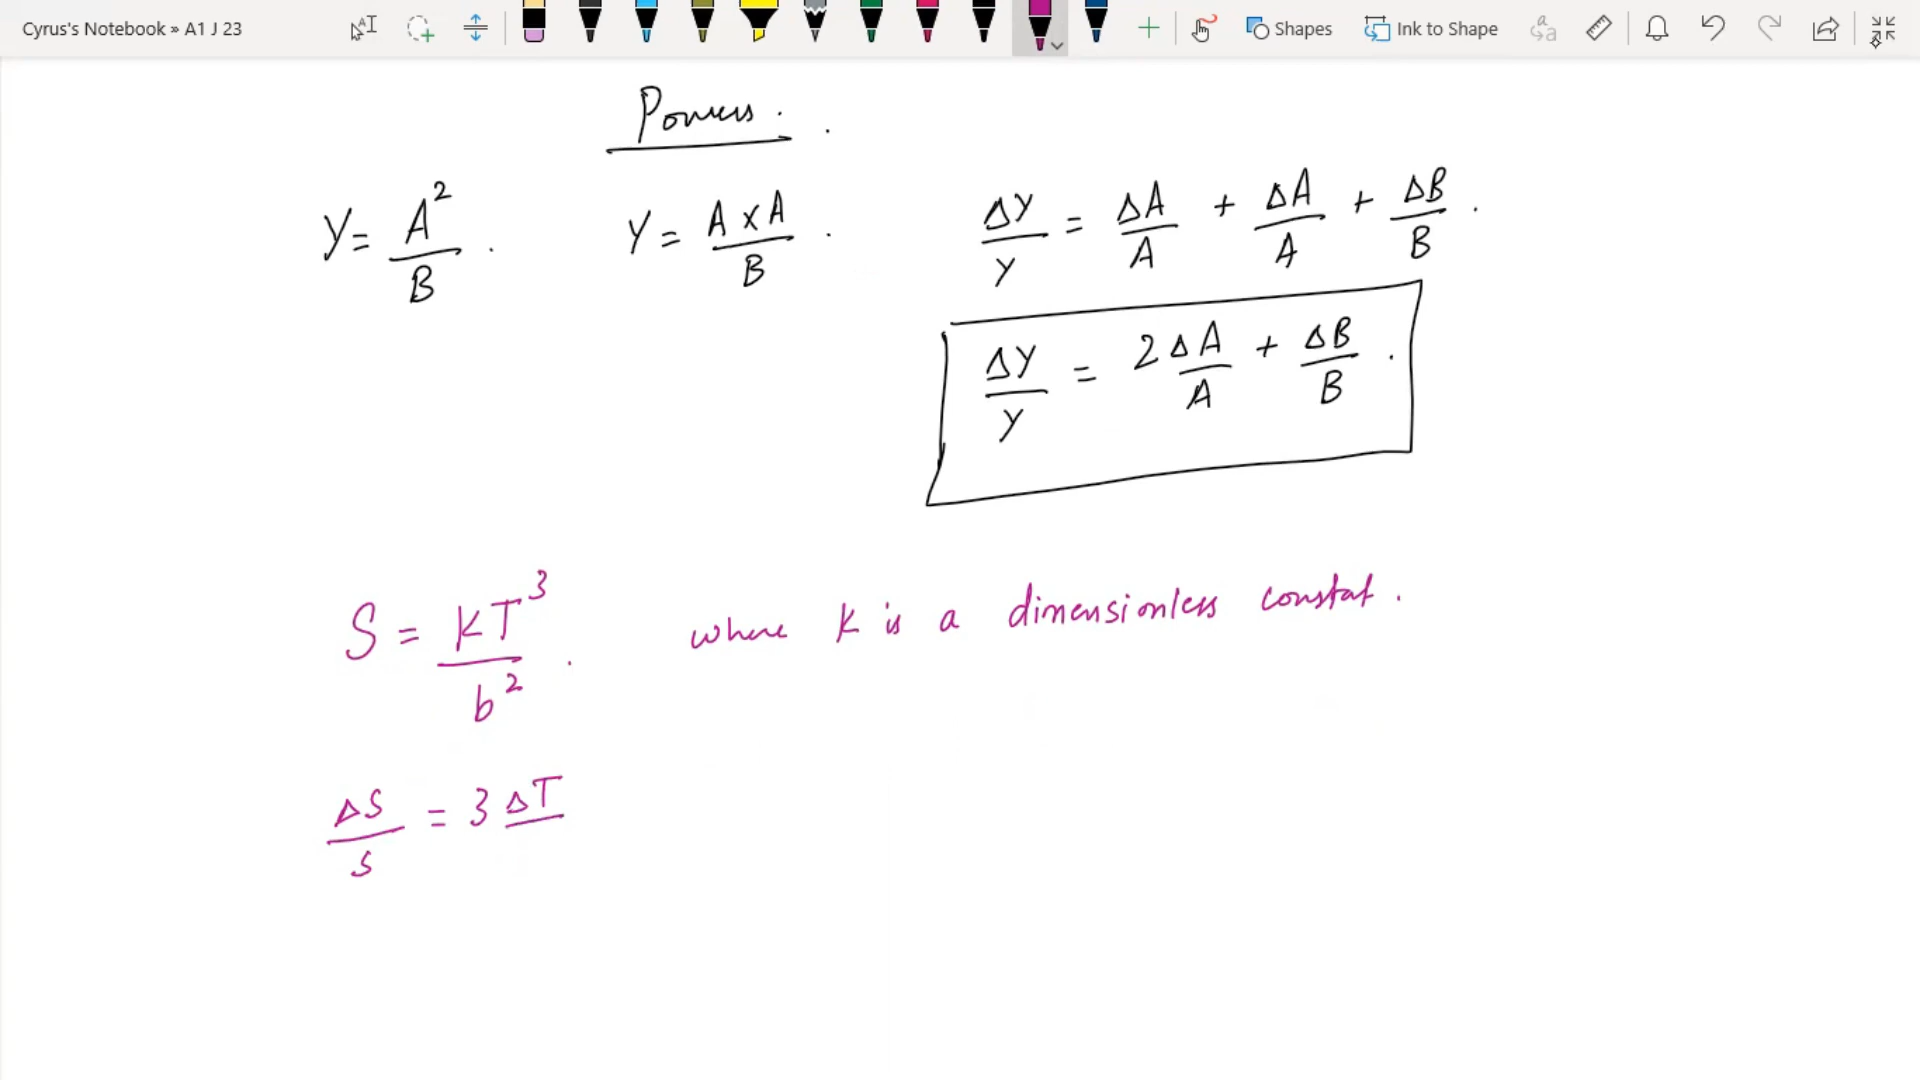 Cyrus's Notebook » A1 J 23
Shapes
Ink to Shape
Powers.
Y = A² / B.
Y = A x A / B.
ΔY / Y = ΔA / A + ΔA / A + ΔB / B.
ΔY / Y = 2 ΔA / A + ΔB / B.
S = KT³ / b².
where K is a dimensionless constat.
ΔS / S = 3 ΔT